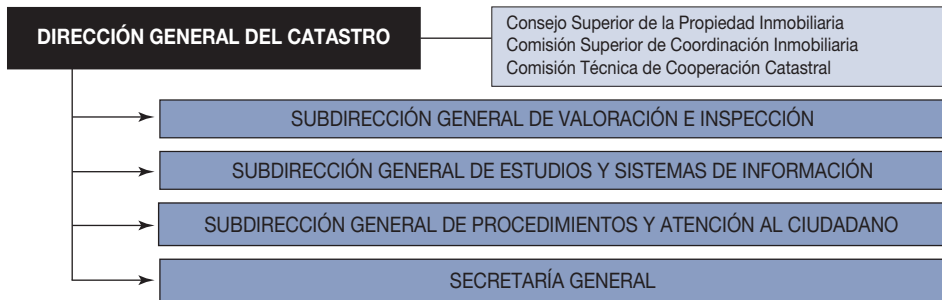 DIRECCIÓN GENERAL DEL CATASTRO
Consejo Superior de la Propiedad Inmobiliaria
Comisión Superior de Coordinación Inmobiliaria
Comisión Técnica de Cooperación Catastral
SUBDIRECCIÓN GENERAL DE VALORACIÓN E INSPECCIÓN
SUBDIRECCIÓN GENERAL DE ESTUDIOS Y SISTEMAS DE INFORMACIÓN
SUBDIRECCIÓN GENERAL DE PROCEDIMIENTOS Y ATENCIÓN AL CIUDADANO
SECRETARÍA GENERAL